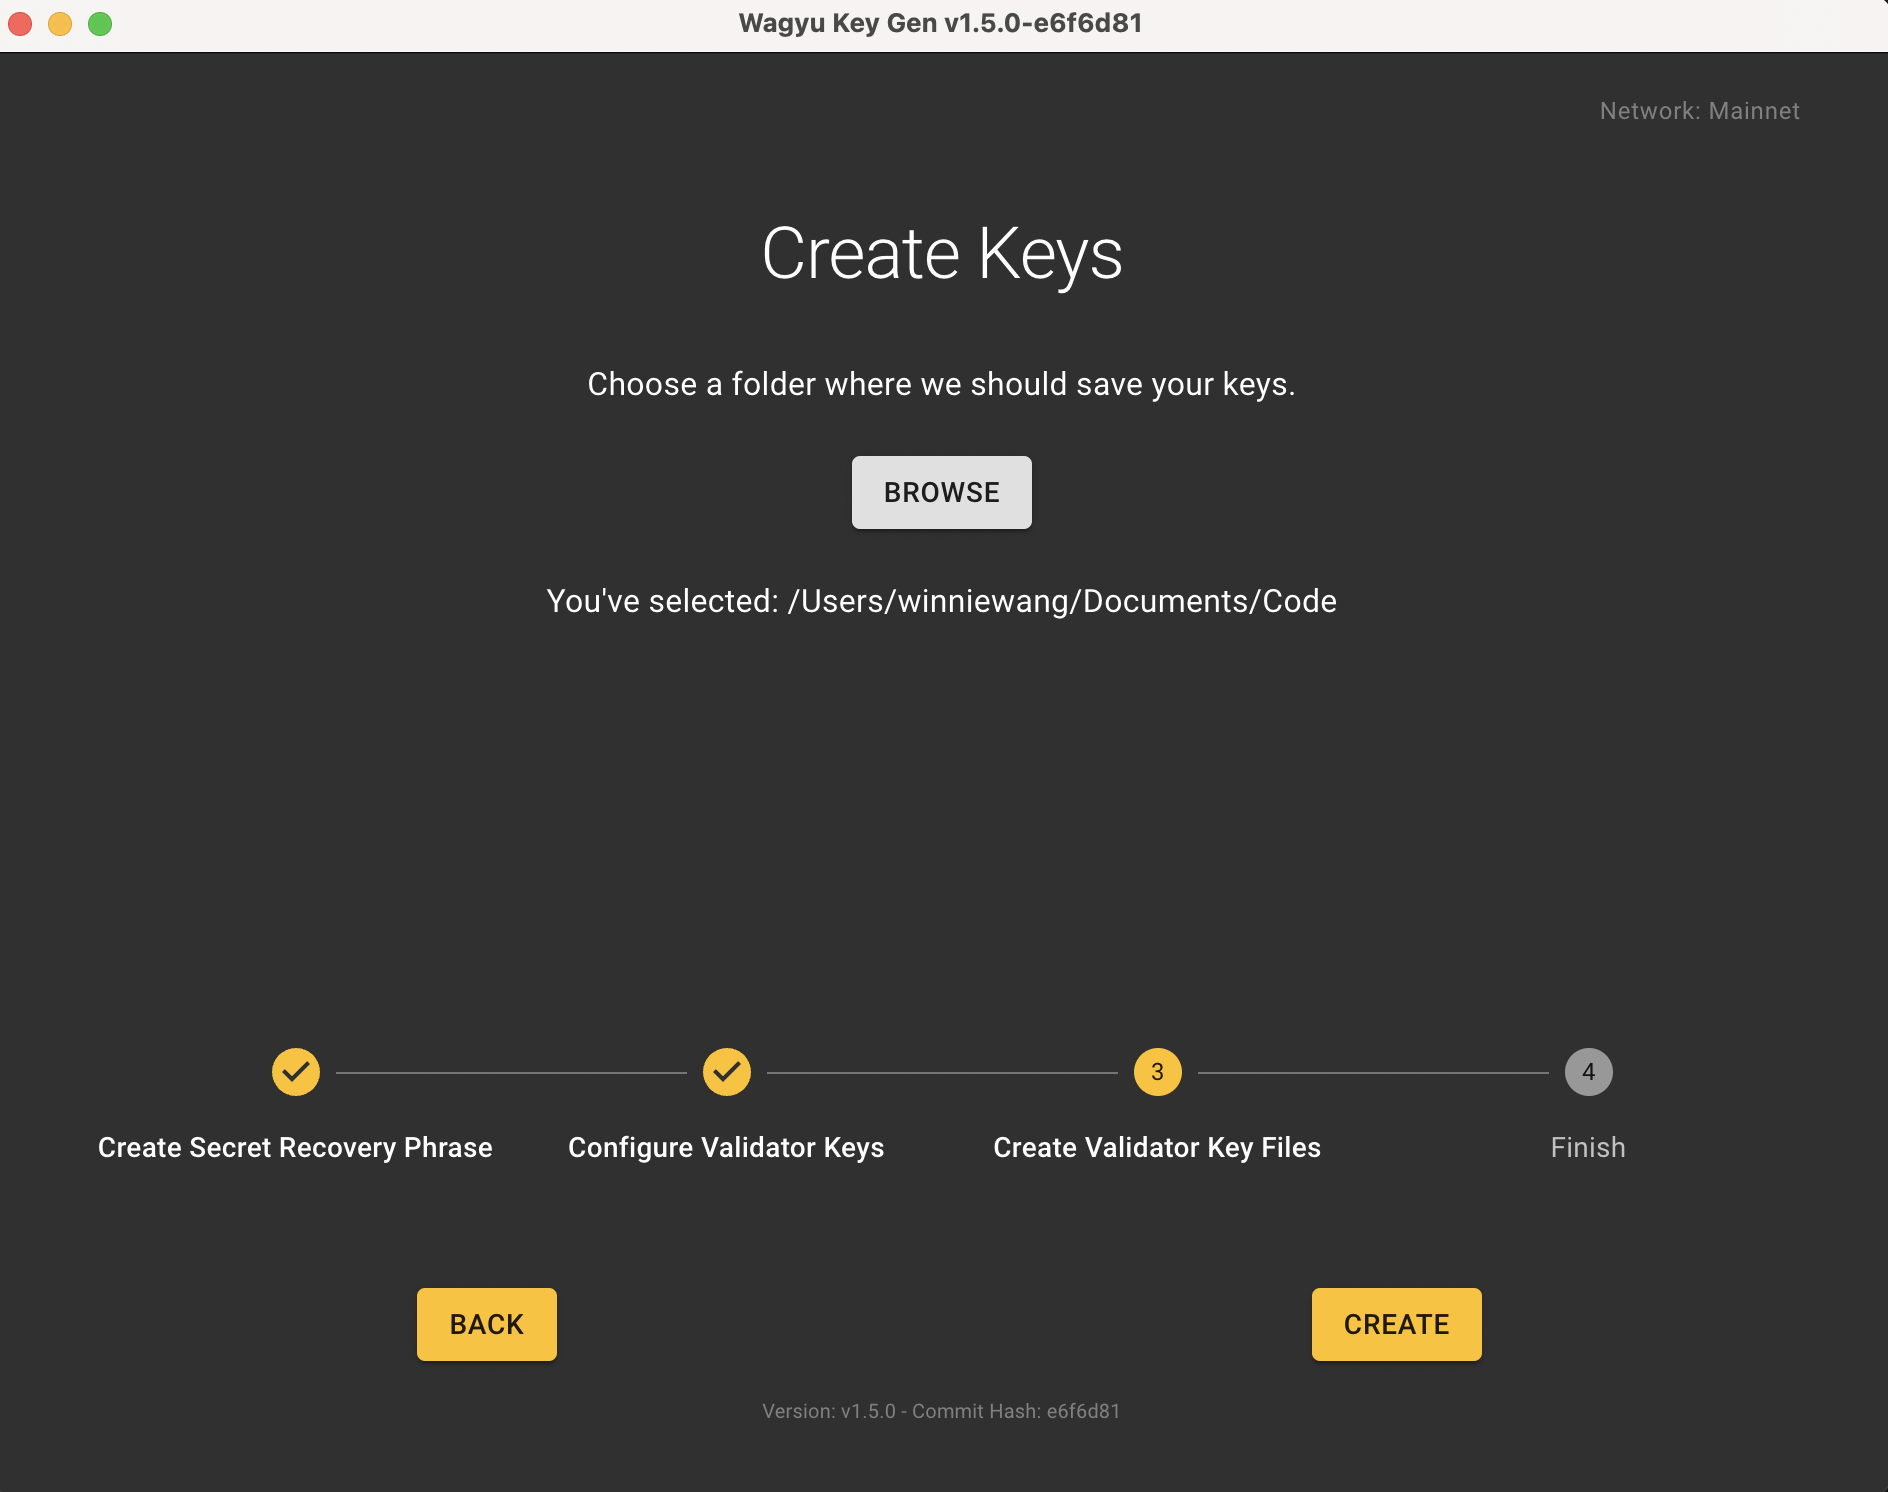 Wagyu Key Gen v1.5.0-e6f6d81
Network: Mainnet
Create Keys
Choose a folder where we should save your keys.
BROWSE
You've selected: /Users/winniewang/Documents/Code
3
4
Create Secret Recovery Phrase
Configure Validator Keys
Create Validator Key Files
Finish
BACK
CREATE
Version: v1.5.0 - Commit Hash: e6f6d81